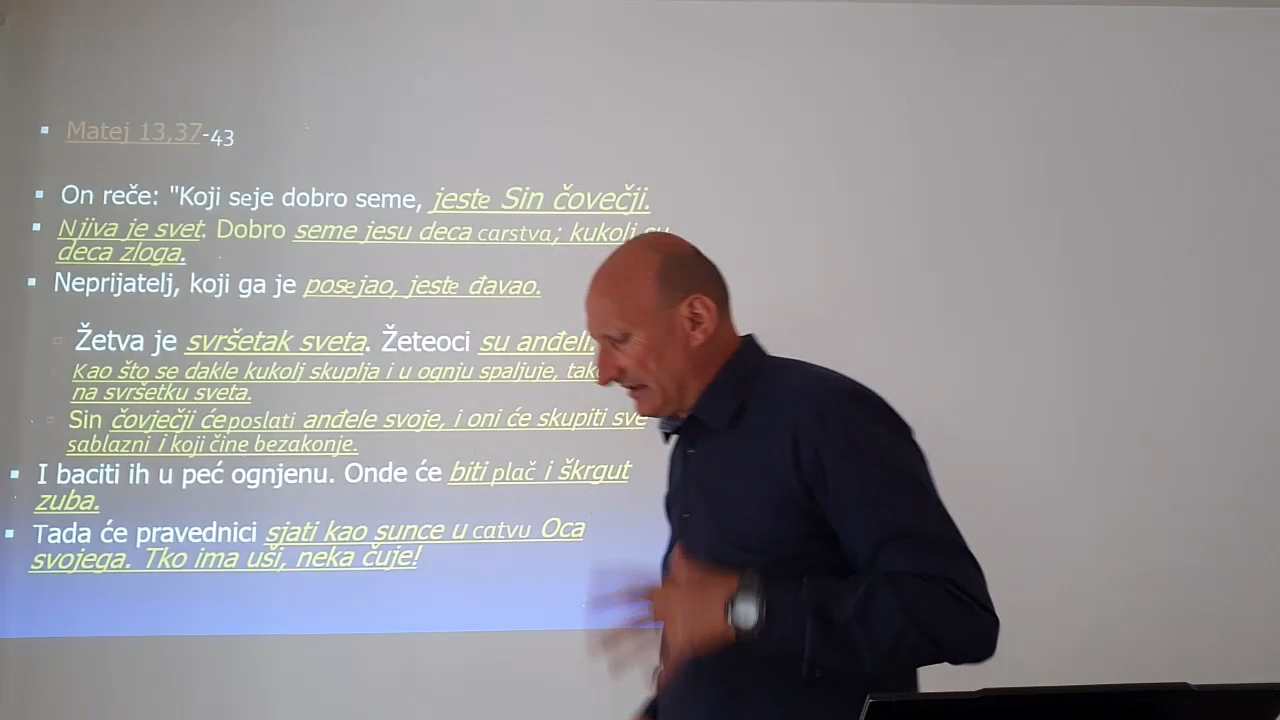 Matej 13,37-43
On reče: "Koji seje dobro seme, jeste Sin čovečji.
Njiva je svet. Dobro seme jesu deca carstva; kukolj su
deca zloga.
Neprijatelj, koji ga je posejao, jeste đavao.
Žetva je svršetak sveta. Žeteoci su anđeli.
Kao što se dakle kukolj skuplja i u ognju spaljuje,
na svršetku sveta.
Sin čovječji će poslati anđele svoje, i oni će skupiti sve
sablazni i koji čine bezakonje.
I baciti ih u peć ognjenu. Onde će biti plač i škrgut
zuba.
Tada će pravednici sjati kao sunce u catvu Oca
svojega. Tko ima uši, neka čuje!